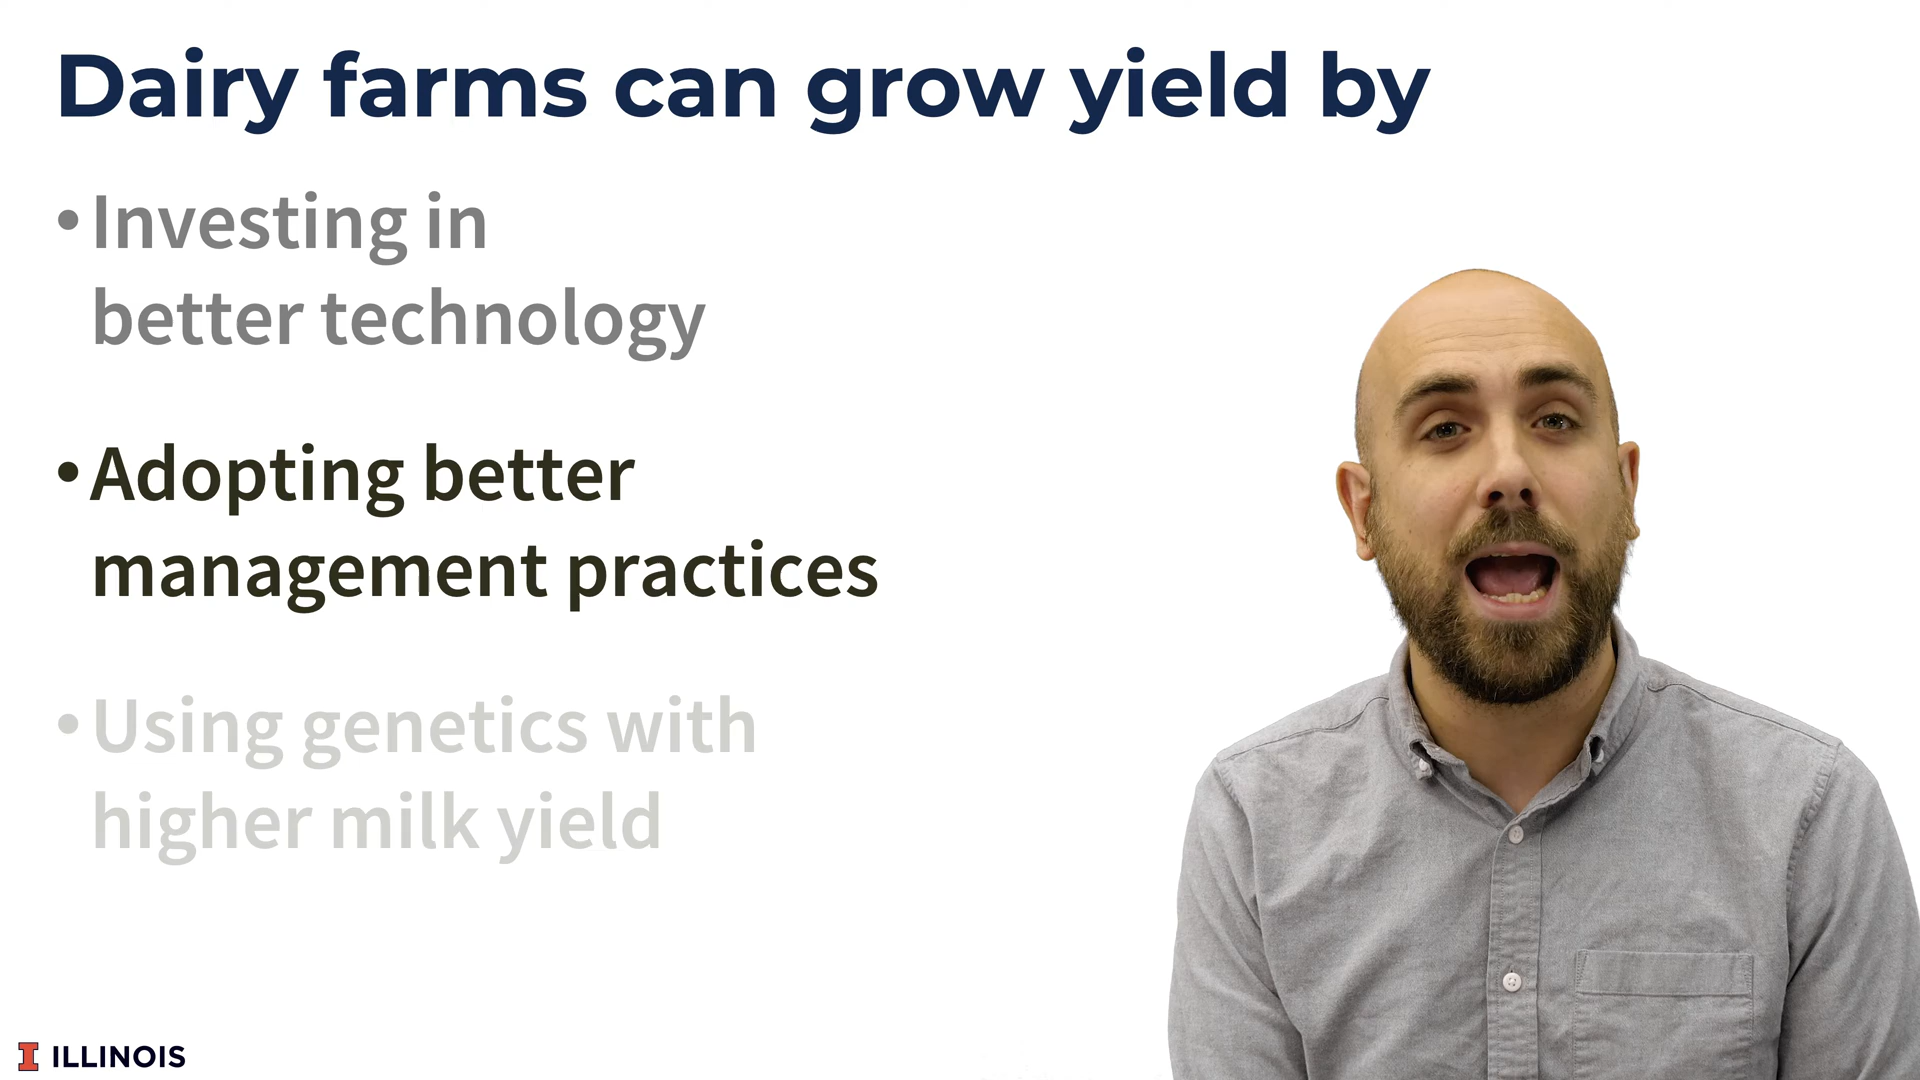 Dairy farms can grow yield by
• Investing in
better technology
• Adopting better
management practices
• Using genetics with
higher milk yield
I ILLINOIS